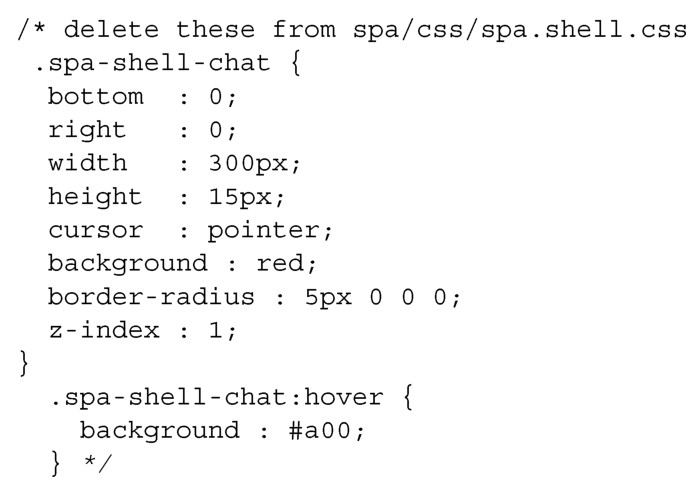 /* delete these from spa/css/spa.shell.css
.spa-shell-chat {
bottom : 0;
right : 0;
width : 300px;
height : 15px;
cursor : pointer;
background : red;
border-radius : 5px 0 0 0;
z-index : 1;
}
.spa-shell-chat:hover {
background : #a00;
} */